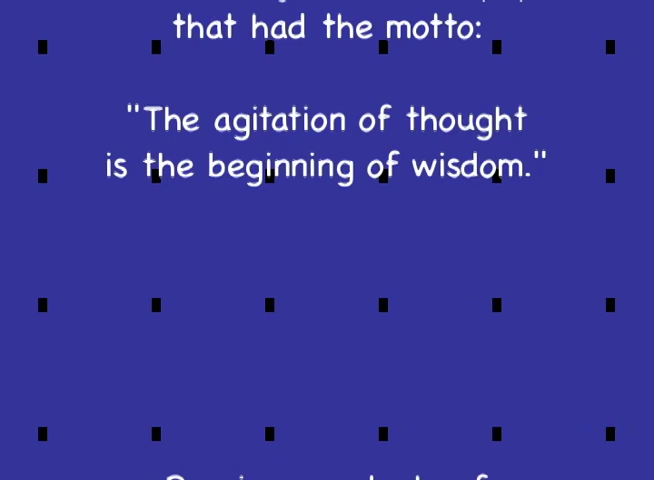 that had the motto:
"The agitation of thought
is the beginning of wisdom."